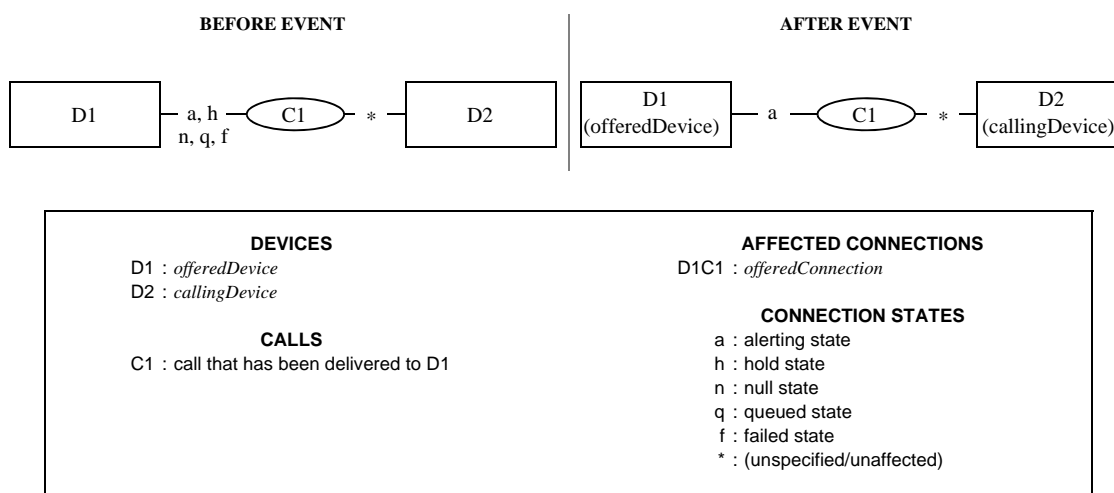 BEFORE EVENT
AFTER EVENT
D1
a, h
n, q, f
C1
*
D2
D1
(offeredDevice)
a
C1
*
D2
(callingDevice)
DEVICES
D1 : offeredDevice
D2 : callingDevice
CALLS
C1 : call that has been delivered to D1
AFFECTED CONNECTIONS
D1C1 : offeredConnection
CONNECTION STATES
a : alerting state
h : hold state
n : null state
q : queued state
f : failed state
* : (unspecified/unaffected)